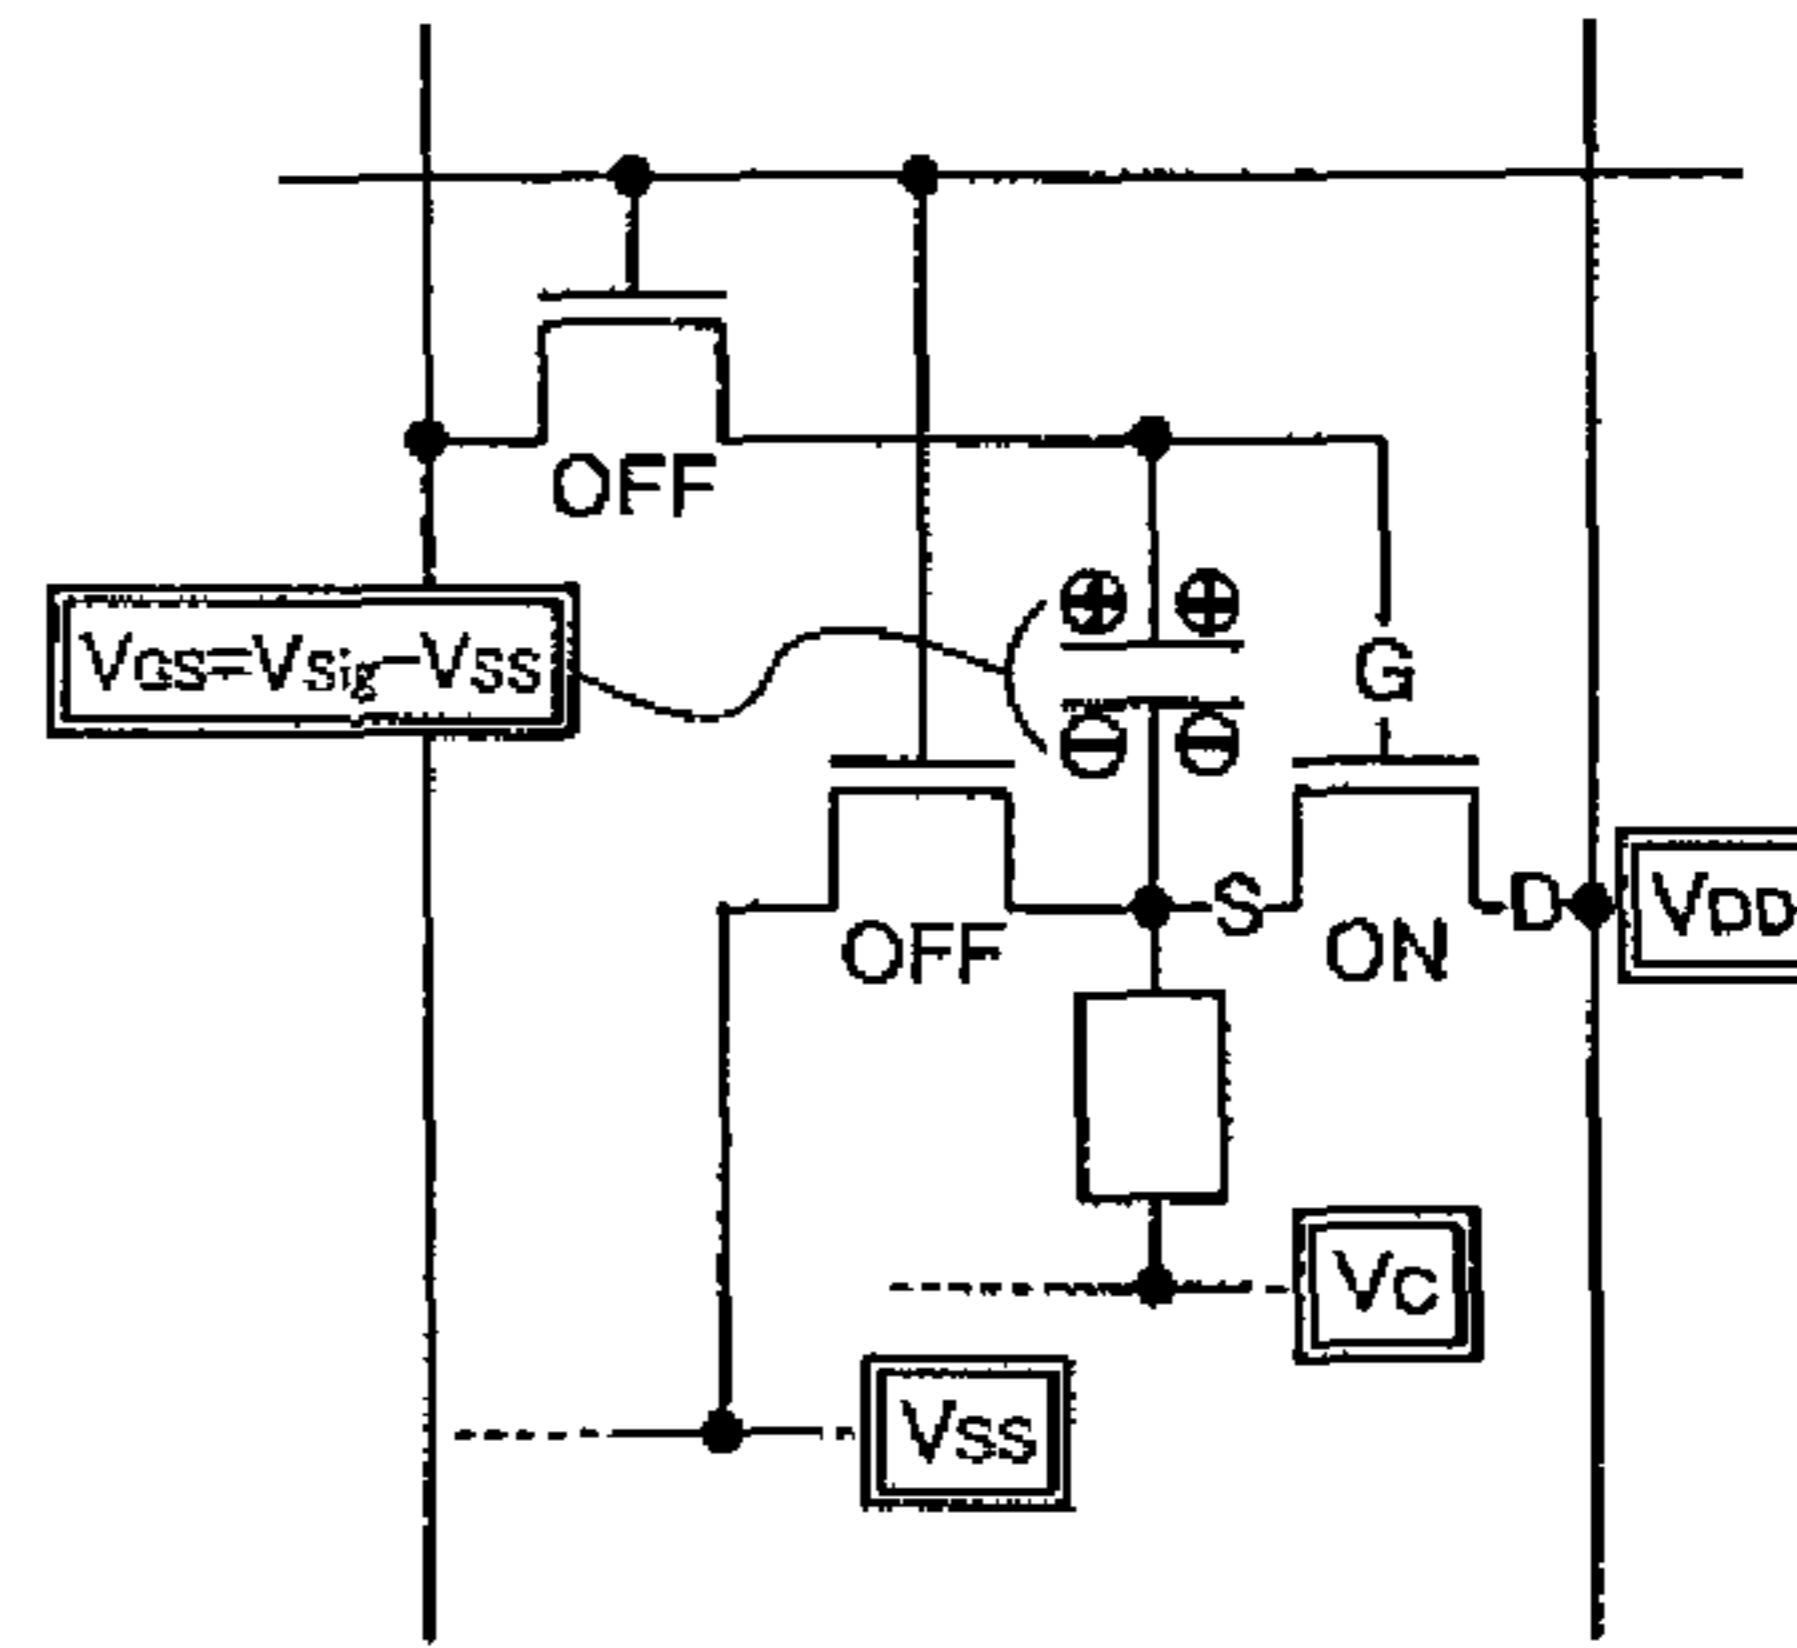 OFF
VGS=VSig−VSS
⊕ ⊕
G
⊖ ⊖
S
D
VDD
OFF
ON
VC
VSS